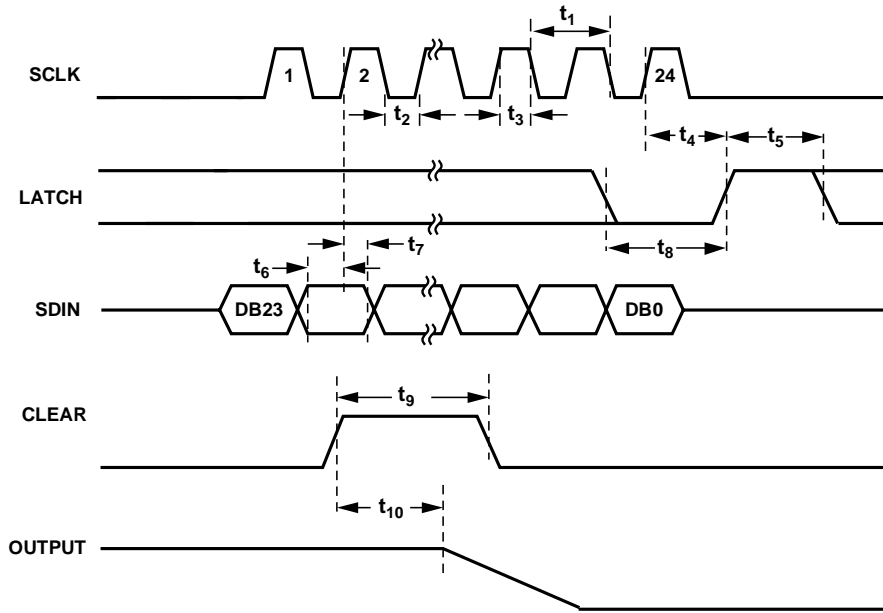 t1
SCLK
1
2
24
t2
t3
t4
t5
LATCH
t8
t7
t6
SDIN
DB23
DB0
t9
CLEAR
t10
OUTPUT